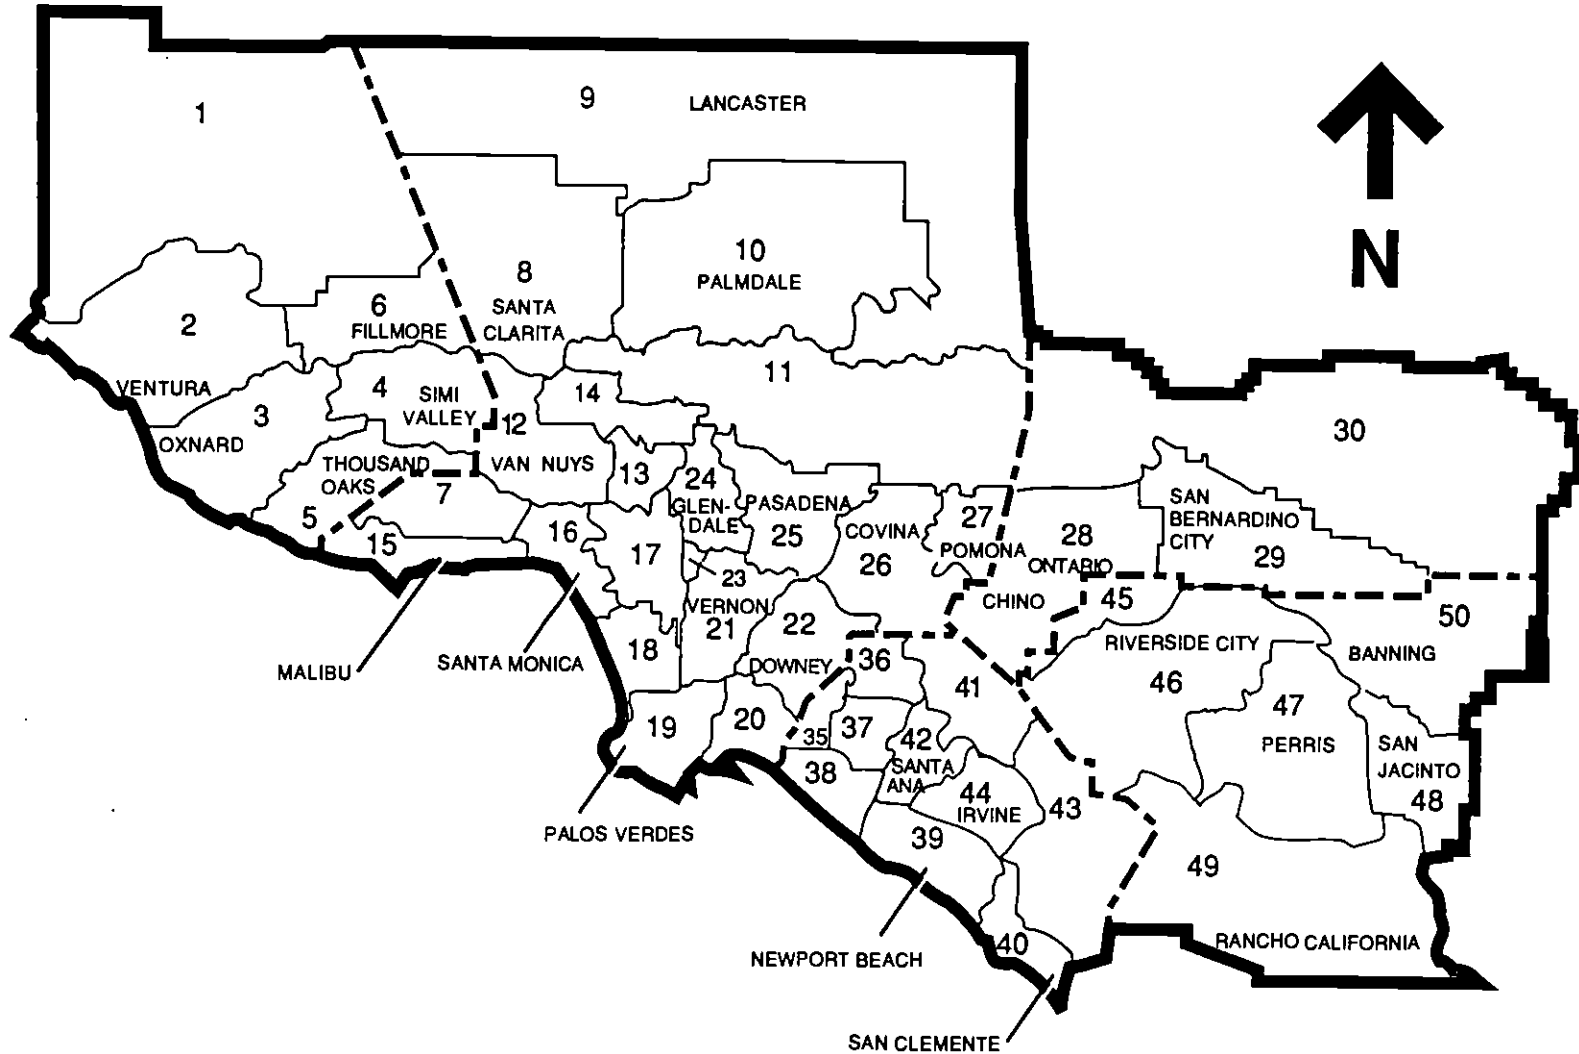 9
LANCASTER
1
N
10
PALMDALE
8
SANTA
CLARITA
6
FILLMORE
2
VENTURA
11
4
SIMI
VALLEY
14
3
OXNARD
12
VAN NUYS
30
THOUSAND
OAKS
7
13
24
GLEN-
DALE
PASADENA
25
COVINA
26
27
POMONA
28
ONTARIO
SAN
BERNARDINO
CITY
29
5
15
16
17
23
VERNON
21
22
DOWNEY
CHINO
45
50
RIVERSIDE CITY
BANNING
MALIBU
SANTA MONICA
18
36
41
46
47
PERRIS
19
20
35
37
42
SANTA
ANA
38
SAN
JACINTO
48
44
IRVINE
43
PALOS VERDES
39
49
NEWPORT BEACH
40
RANCHO CALIFORNIA
SAN CLEMENTE